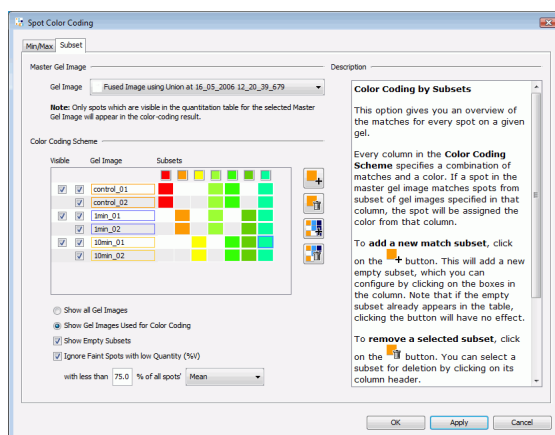 Spot Color Coding
Min/Max
Subset
Master Gel Image
Gel Image
Fused Image using Union at 16_05_2006 12_20_39_679
Note: Only spots which are visible in the quantitation table for the selected Master
Gel Image will appear in the color-coding result.
Color Coding Scheme
Visible Gel Image Subsets
control_01
control_02
1min_01
1min_02
10min_01
10min_02
Show all Gel Images
Show Gel Images Used for Color Coding
Show Empty Subsets
Ignore Faint Spots with low Quantity (%V)
with less than 75.0 % of all spots' Mean
Description
Color Coding by Subsets
This option gives you an overview of
the matches for every spot on a given
gel.
Every column in the Color Coding
Scheme specifies a combination of
matches and a color. If a spot in the
master gel image matches spots from
subset of gel images specified in that
column, the spot will be assigned the
color from that column.
To add a new match subset, click
on the button. This will add a new
empty subset, which you can
configure by clicking on the boxes in
the column. Note that if the empty
subset already appears in the table,
clicking the button will have no effect.
To remove a selected subset, click
on the button. You can select a
subset for deletion by clicking on its
column header.
OK
Apply
Cancel